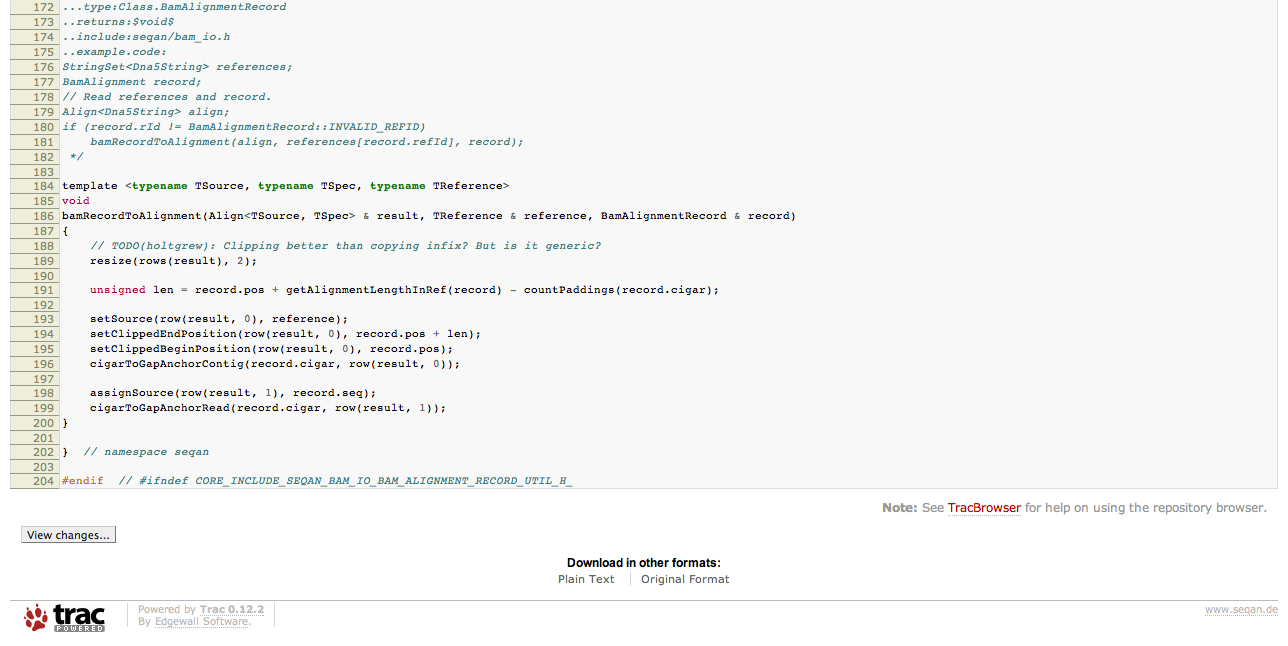 172 ...type:Class.BamAlignmentRecord
173 ..returns:$void$
174 ..include:seqan/bam_io.h
175 ..example.code:
176 StringSet<Dna5String> references;
177 BamAlignment record;
178 // Read references and record.
179 Align<Dna5String> align;
180 if (record.rId != BamAlignmentRecord::INVALID_REFID)
181     bamRecordToAlignment(align, references[record.refId], record);
182  */
183
184 template <typename TSource, typename TSpec, typename TReference>
185 void
186 bamRecordToAlignment(Align<TSource, TSpec> & result, TReference & reference, BamAlignmentRecord & record)
187 {
188     // TODO(holtgrew): Clipping better than copying infix? But is it generic?
189     resize(rows(result), 2);
190
191     unsigned len = record.pos + getAlignmentLengthInRef(record) - countPaddings(record.cigar);
192
193     setSource(row(result, 0), reference);
194     setClippedEndPosition(row(result, 0), record.pos + len);
195     setClippedBeginPosition(row(result, 0), record.pos);
196     cigarToGapAnchorContig(record.cigar, row(result, 0));
197
198     assignSource(row(result, 1), record.seq);
199     cigarToGapAnchorRead(record.cigar, row(result, 1));
200 }
201
202 }  // namespace seqan
203
204 #endif  // #ifndef CORE_INCLUDE_SEQAN_BAM_IO_BAM_ALIGNMENT_RECORD_UTIL_H_
Note: See TracBrowser for help on using the repository browser.
View changes...
Download in other formats:
Plain Text Original Format
trac POWERED
Powered by Trac 0.12.2
By Edgewall Software.
www.seqan.de